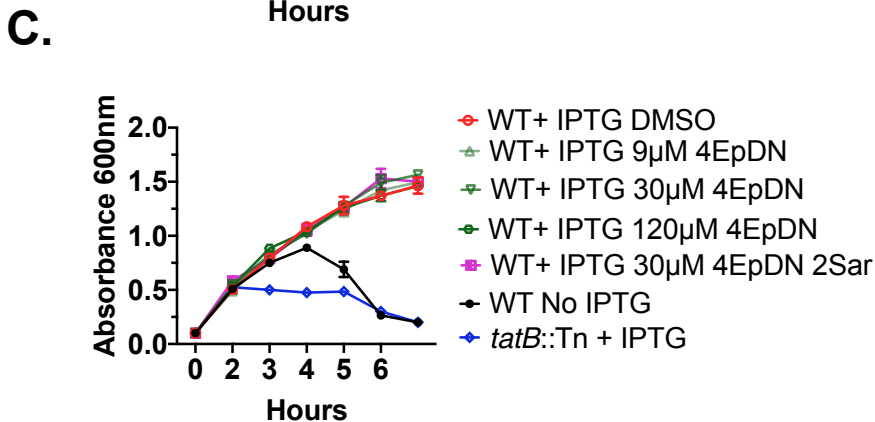 Hours
C.
Absorbance 600nm
2.0
1.5
1.0
0.5
0.0
0 2 3 4 5 6
Hours
WT+ IPTG DMSO
WT+ IPTG 9µM 4EpDN
WT+ IPTG 30µM 4EpDN
WT+ IPTG 120µM 4EpDN
WT+ IPTG 30µM 4EpDN 2Sar
WT No IPTG
tatB::Tn + IPTG